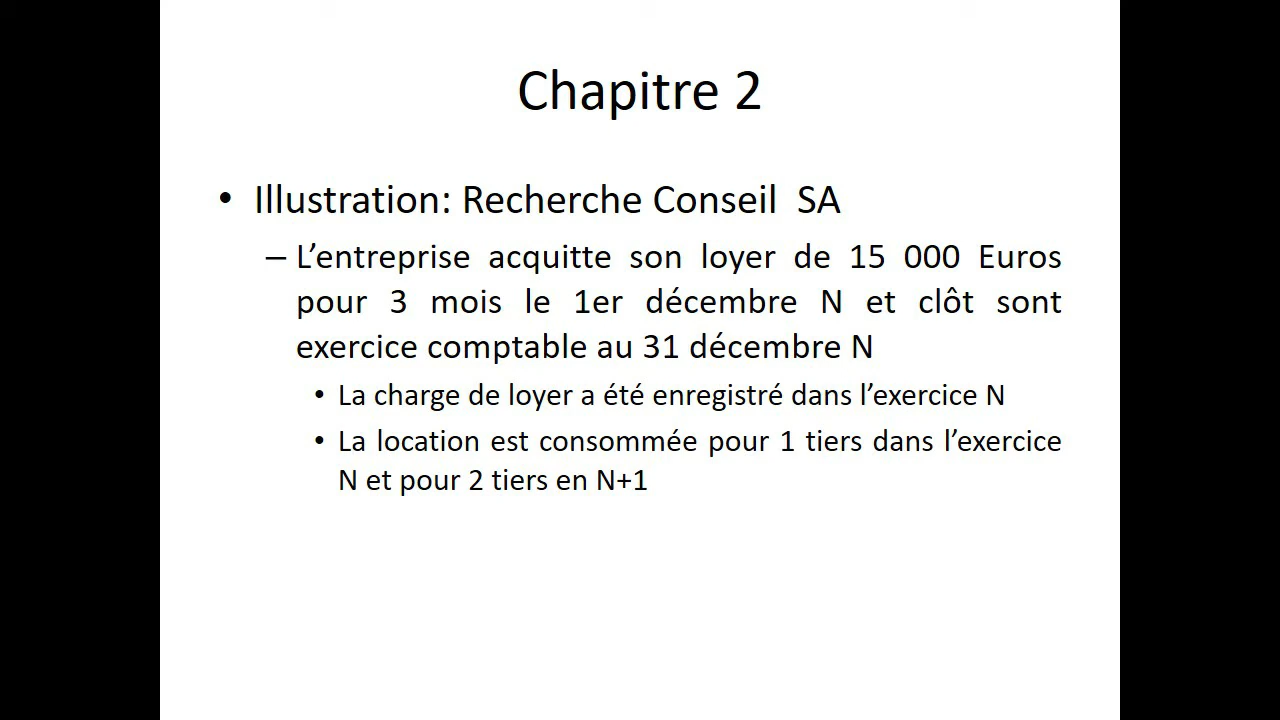 Chapitre 2
• Illustration: Recherche Conseil SA
– L’entreprise acquitte son loyer de 15 000 Euros
pour 3 mois le 1er décembre N et clôt sont
exercice comptable au 31 décembre N
• La charge de loyer a été enregistré dans l’exercice N
• La location est consommée pour 1 tiers dans l’exercice
N et pour 2 tiers en N+1